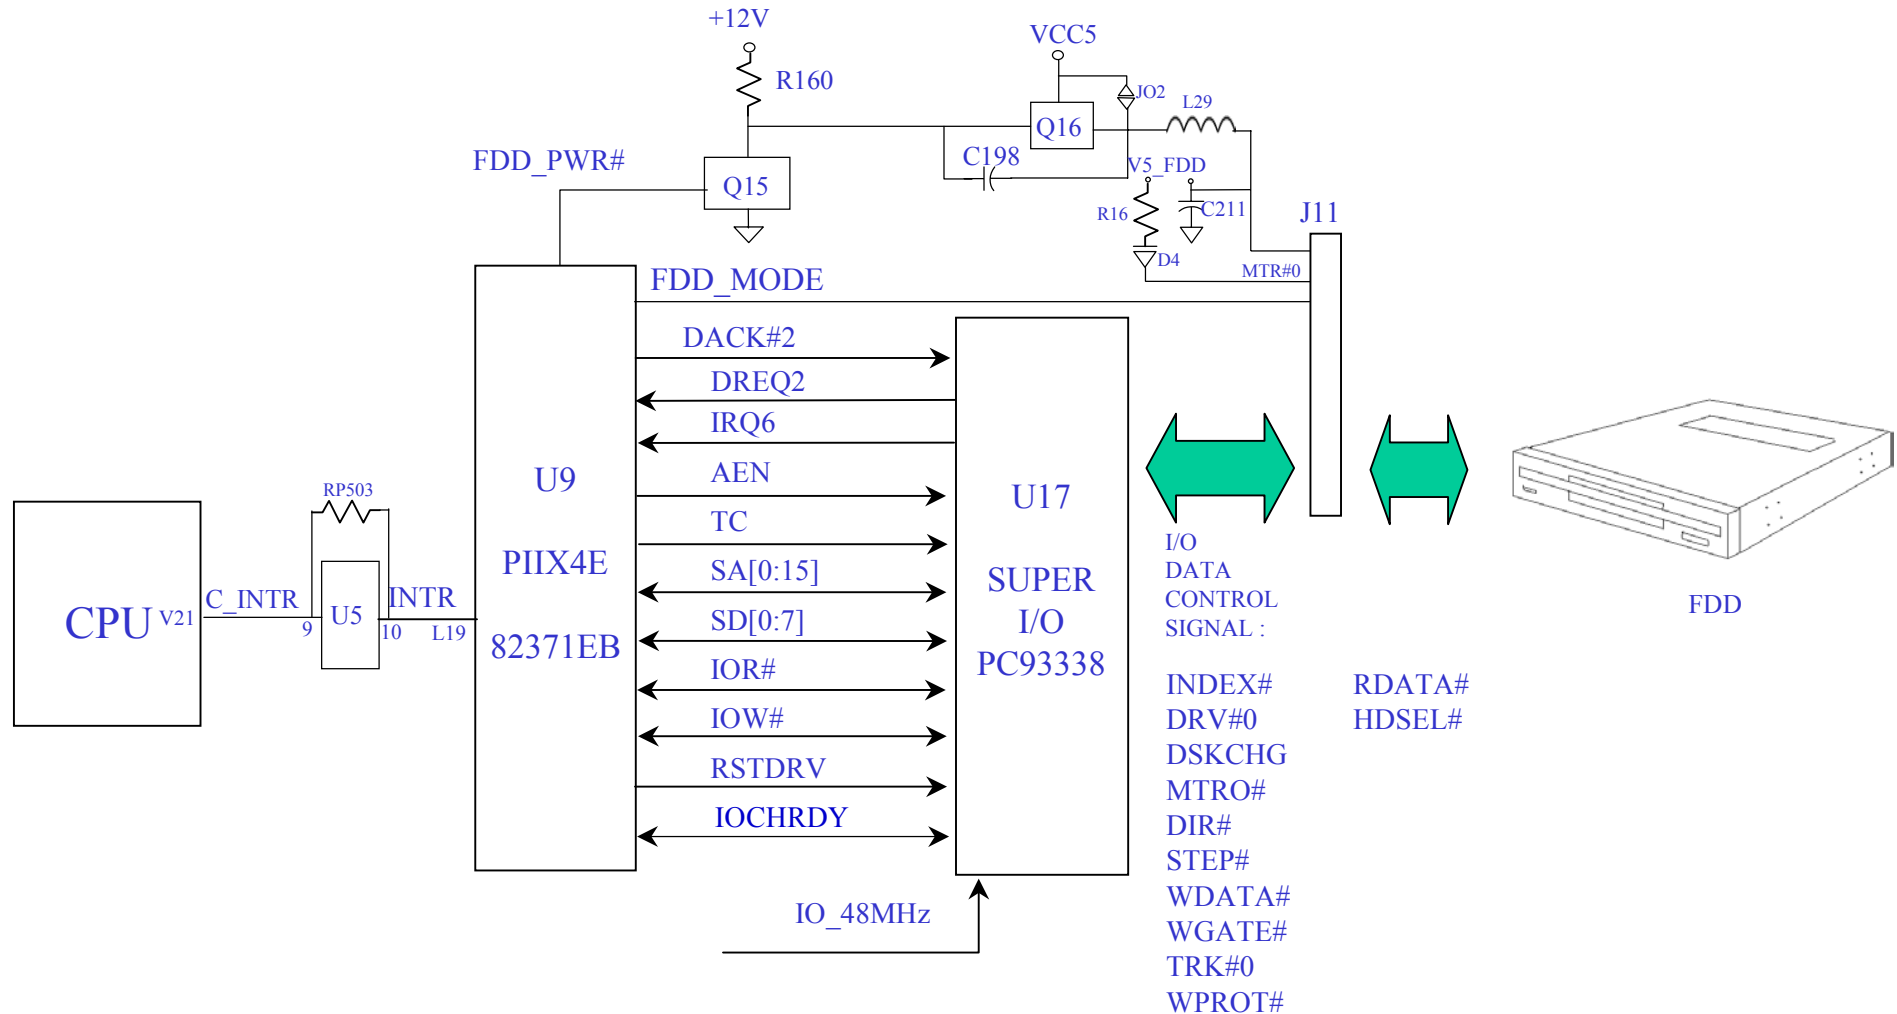 +12V
VCC5
R160
JO2
L29
Q16
FDD_PWR#
C198
V5_FDD
Q15
R16
C211
J11
D4
MTR#0
FDD_MODE
DACK#2
DREQ2
IRQ6
AEN
TC
SA[0:15]
SD[0:7]
IOR#
IOW#
RSTDRV
IOCHRDY
U9
PIIX4E
82371EB
U17
SUPER
I/O
PC93338
RP503
CPU
V21
C_INTR
9
U5
10
INTR
L19
I/O
DATA
CONTROL
SIGNAL :
FDD
INDEX# RDATA#
DRV#0 HDSEL#
DSKCHG
MTRO#
DIR#
STEP#
WDATA#
WGATE#
TRK#0
WPROT#
IO_48MHz